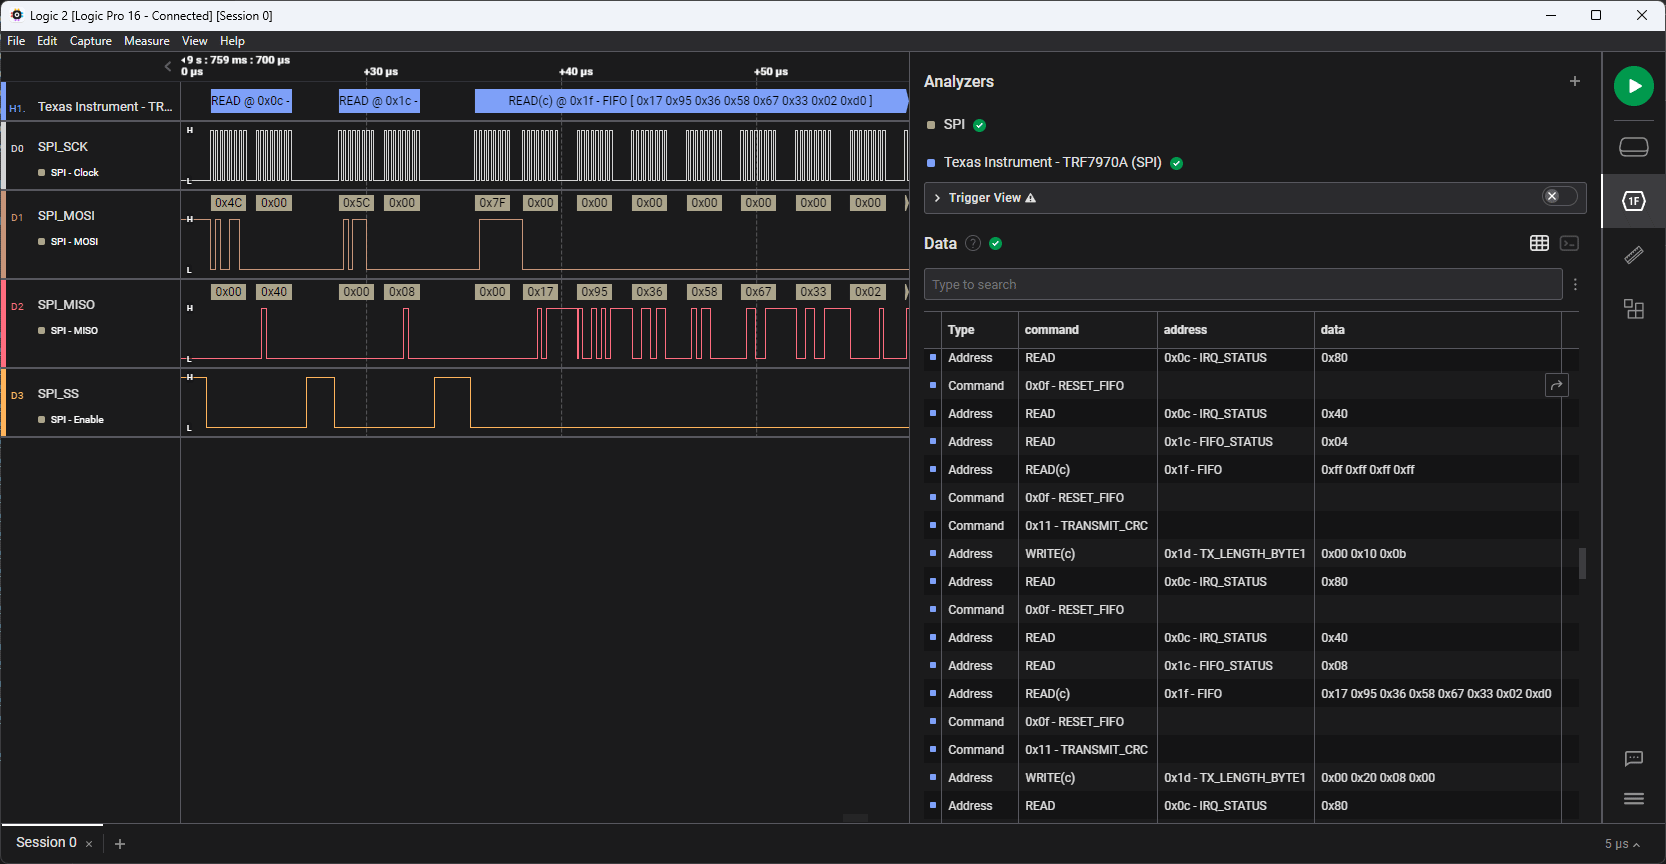 Logic 2 [Logic Pro 16 - Connected] [Session 0]
File Edit Capture Measure View Help
9 s : 759 ms : 700 µs
0 µs +30 µs +40 µs +50 µs
H1. Texas Instrument - TR...
READ @ 0x0c - READ @ 0x1c - READ(c) @ 0x1f - FIFO [ 0x17 0x95 0x36 0x58 0x67 0x33 0x02 0xd0 ]
D0 SPI_SCK
SPI - Clock
H
L
D1 SPI_MOSI
SPI - MOSI
0x4C 0x00 0x5C 0x00 0x7F 0x00 0x00 0x00 0x00 0x00 0x00 0x00
H
L
D2 SPI_MISO
SPI - MISO
0x00 0x40 0x00 0x08 0x00 0x17 0x95 0x36 0x58 0x67 0x33 0x02
H
L
D3 SPI_SS
SPI - Enable
H
L
Analyzers
SPI
Texas Instrument - TRF7970A (SPI)
Trigger View
Data
Type to search
Type command address data
Address READ 0x0c - IRQ_STATUS 0x80
Command 0x0f - RESET_FIFO
Address READ 0x0c - IRQ_STATUS 0x40
Address READ 0x1c - FIFO_STATUS 0x04
Address READ(c) 0x1f - FIFO 0xff 0xff 0xff 0xff
Command 0x0f - RESET_FIFO
Command 0x11 - TRANSMIT_CRC
Address WRITE(c) 0x1d - TX_LENGTH_BYTE1 0x00 0x10 0x0b
Address READ 0x0c - IRQ_STATUS 0x80
Command 0x0f - RESET_FIFO
Address READ 0x0c - IRQ_STATUS 0x40
Address READ 0x1c - FIFO_STATUS 0x08
Address READ(c) 0x1f - FIFO 0x17 0x95 0x36 0x58 0x67 0x33 0x02 0xd0
Command 0x0f - RESET_FIFO
Command 0x11 - TRANSMIT_CRC
Address WRITE(c) 0x1d - TX_LENGTH_BYTE1 0x00 0x20 0x08 0x00
Address READ 0x0c - IRQ_STATUS 0x80
1F
Session 0
5 µs